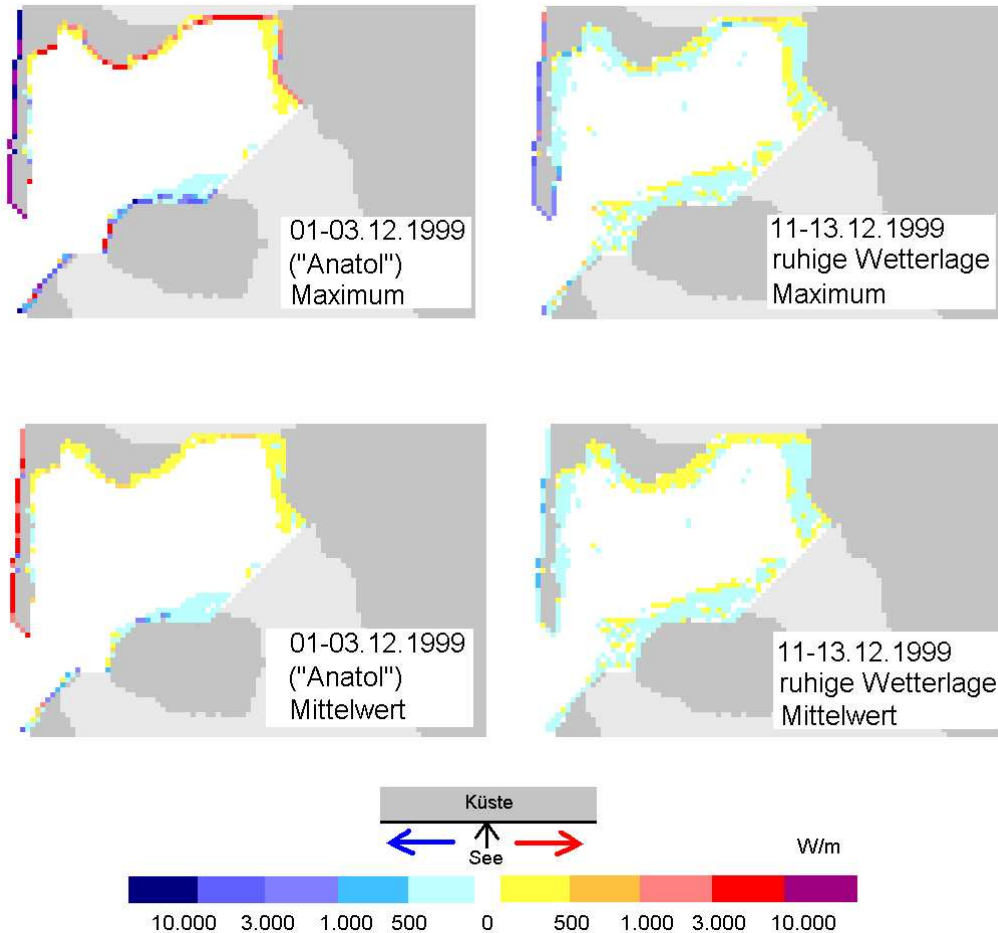 01-03.12.1999
("Anatol")
Maximum
11-13.12.1999
ruhige Wetterlage
Maximum
01-03.12.1999
("Anatol")
Mittelwert
11-13.12.1999
ruhige Wetterlage
Mittelwert
Küste
See
W/m
10.000 3.000 1.000 500 0 500 1.000 3.000 10.000